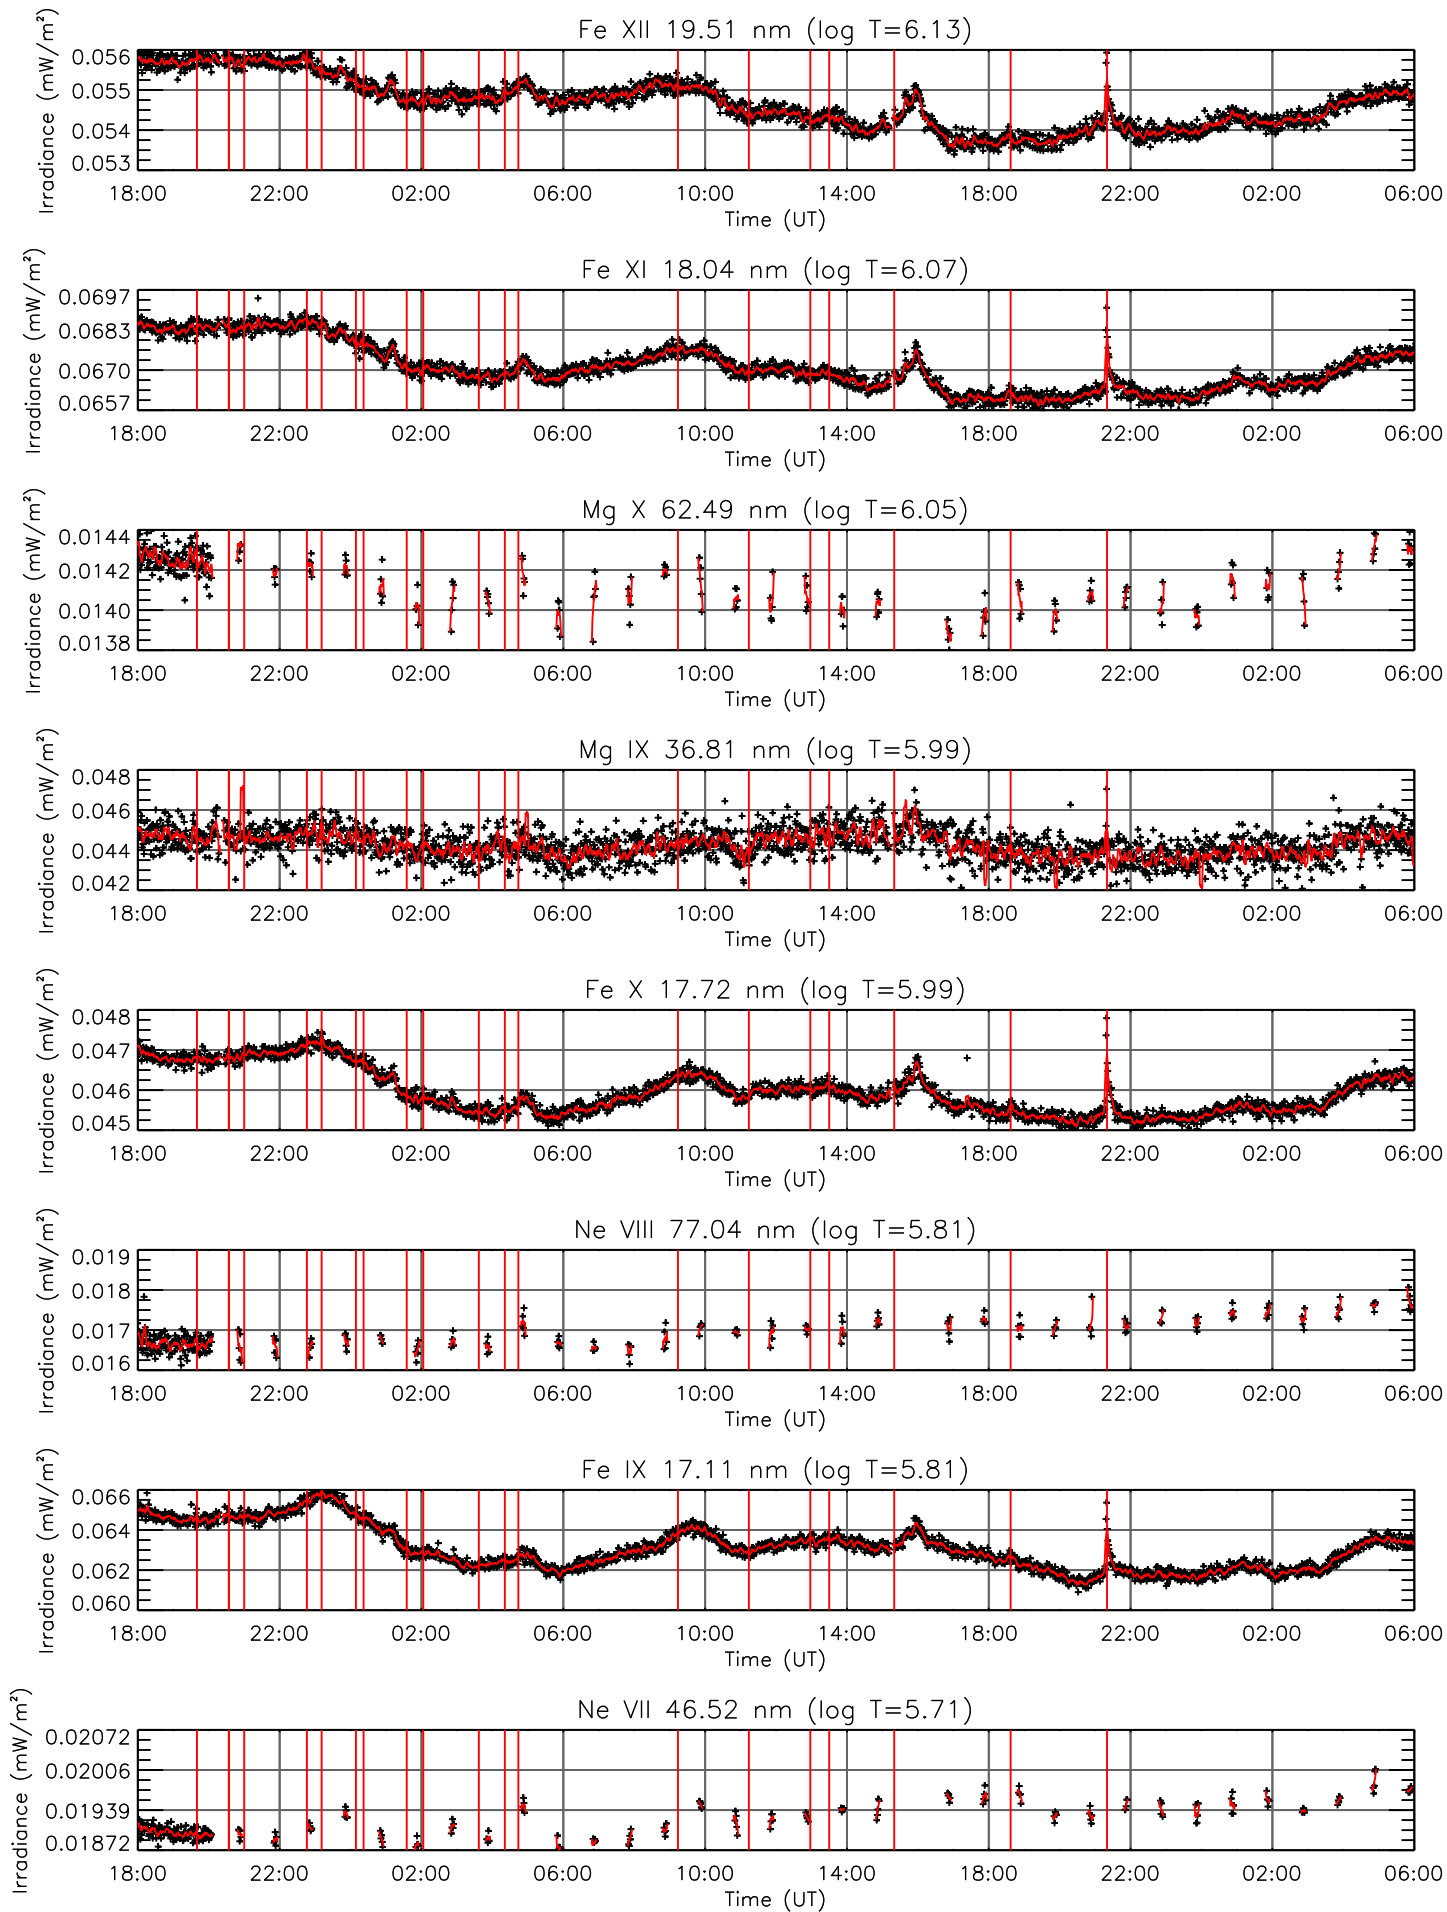 Fe XII 19.51 nm (log T=6.13)
Irradiance (mW/m²)
0.056
0.055
0.054
0.053
18:00 22:00 02:00 06:00 10:00 14:00 18:00 22:00 02:00 06:00
Time (UT)
Fe XI 18.04 nm (log T=6.07)
Irradiance (mW/m²)
0.0697
0.0683
0.0670
0.0657
18:00 22:00 02:00 06:00 10:00 14:00 18:00 22:00 02:00 06:00
Time (UT)
Mg X 62.49 nm (log T=6.05)
Irradiance (mW/m²)
0.0144
0.0142
0.0140
0.0138
18:00 22:00 02:00 06:00 10:00 14:00 18:00 22:00 02:00 06:00
Time (UT)
Mg IX 36.81 nm (log T=5.99)
Irradiance (mW/m²)
0.048
0.046
0.044
0.042
18:00 22:00 02:00 06:00 10:00 14:00 18:00 22:00 02:00 06:00
Time (UT)
Fe X 17.72 nm (log T=5.99)
Irradiance (mW/m²)
0.048
0.047
0.046
0.045
18:00 22:00 02:00 06:00 10:00 14:00 18:00 22:00 02:00 06:00
Time (UT)
Ne VIII 77.04 nm (log T=5.81)
Irradiance (mW/m²)
0.019
0.018
0.017
0.016
18:00 22:00 02:00 06:00 10:00 14:00 18:00 22:00 02:00 06:00
Time (UT)
Fe IX 17.11 nm (log T=5.81)
Irradiance (mW/m²)
0.066
0.064
0.062
0.060
18:00 22:00 02:00 06:00 10:00 14:00 18:00 22:00 02:00 06:00
Time (UT)
Ne VII 46.52 nm (log T=5.71)
Irradiance (mW/m²)
0.02072
0.02006
0.01939
0.01872
18:00 22:00 02:00 06:00 10:00 14:00 18:00 22:00 02:00 06:00
Time (UT)